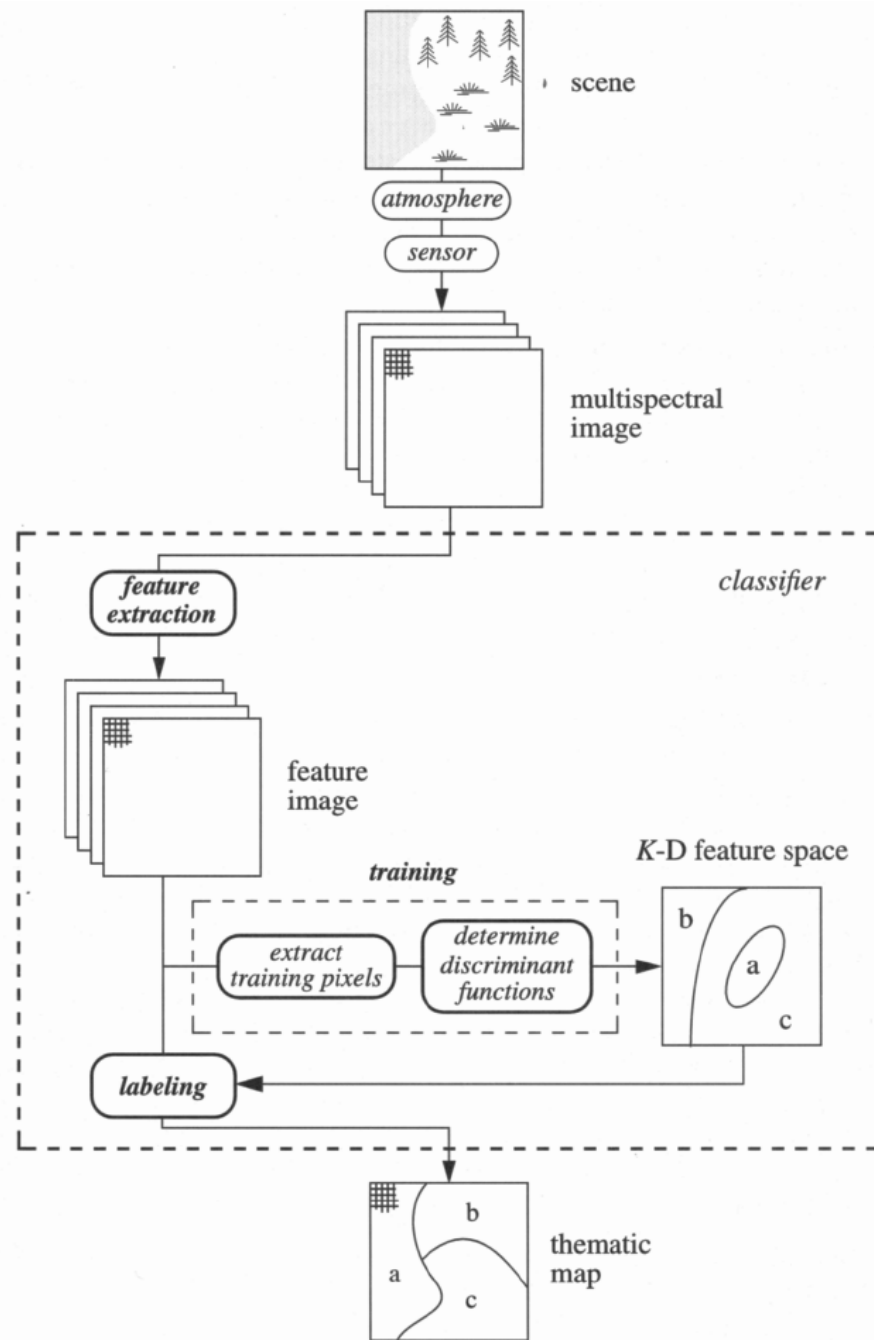 scene
atmosphere
sensor
multispectral
image
classifier
feature
extraction
feature
image
K-D feature space
training
b
a
c
extract
training pixels
determine
discriminant
functions
labeling
b
a
c
thematic
map